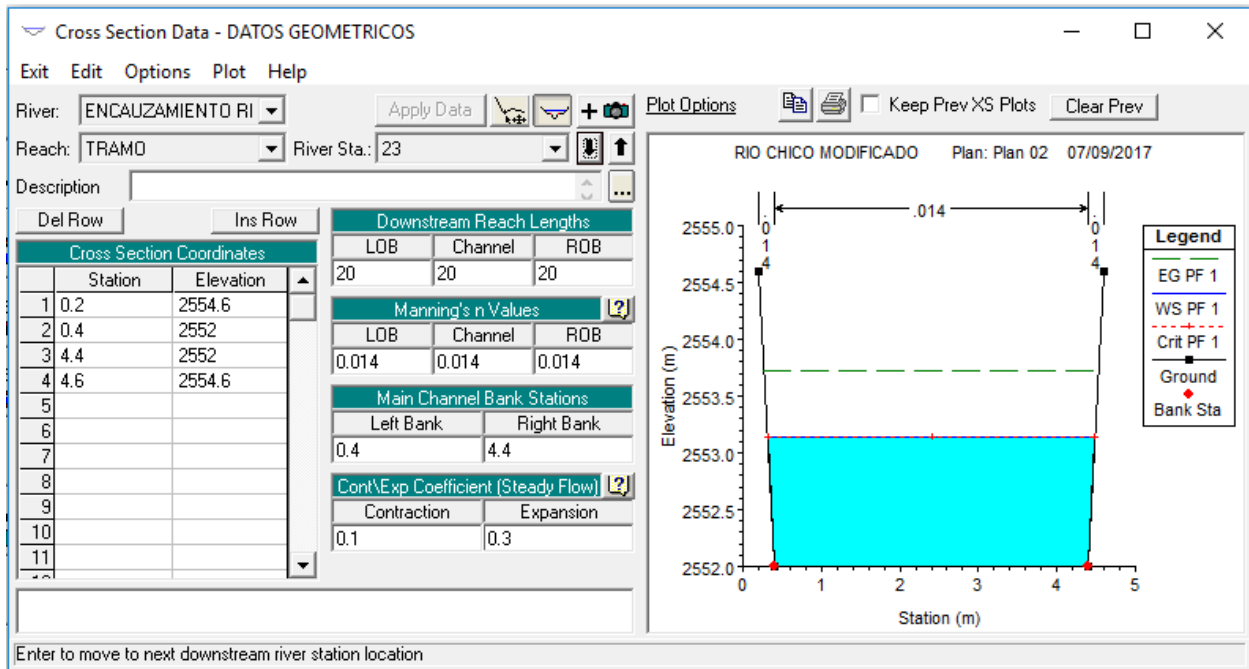 Cross Section Data - DATOS GEOMETRICOS
Exit Edit Options Plot Help
River: ENCAUZAMIENTO RI
Apply Data
+
Reach: TRAMO
River Sta.: 23
Description
...
Del Row Ins Row
Cross Section Coordinates
Station Elevation
1 0.2 2554.6
2 0.4 2552
3 4.4 2552
4 4.6 2554.6
5
6
7
8
9
10
11
Downstream Reach Lengths
LOB Channel ROB
20 20 20
Manning's n Values
LOB Channel ROB
0.014 0.014 0.014
Main Channel Bank Stations
Left Bank Right Bank
0.4 4.4
Cont\Exp Coefficient (Steady Flow)
Contraction Expansion
0.1 0.3
Plot Options
Keep Prev XS Plots
Clear Prev
RIO CHICO MODIFICADO Plan: Plan 02 07/09/2017
.014
.014
.014
Elevation (m)
2555.0
2554.5
2554.0
2553.5
2553.0
2552.5
2552.0
0 1 2 3 4 5
Station (m)
Legend
EG PF 1
WS PF 1
Crit PF 1
Ground
Bank Sta
Enter to move to next downstream river station location